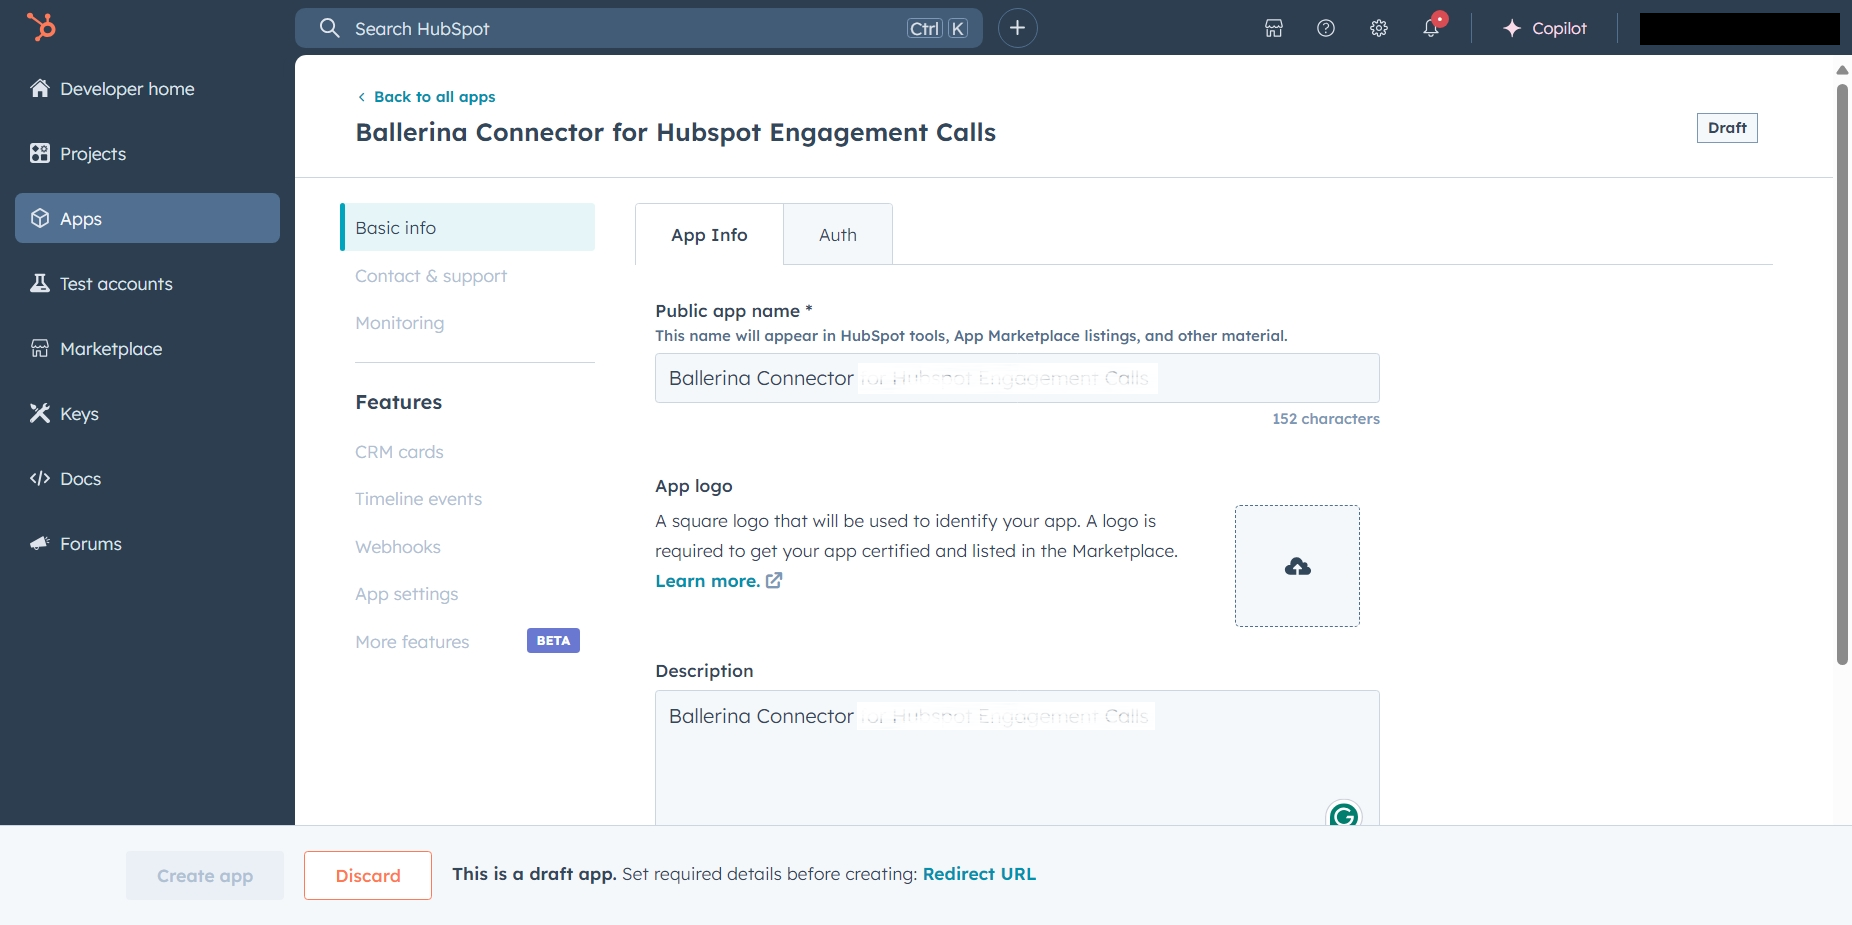 Search HubSpot
Ctrl K
Copilot
Developer home
Projects
Apps
Test accounts
Marketplace
Keys
Docs
Forums
Back to all apps
Ballerina Connector for Hubspot Engagement Calls
Draft
Basic info
Contact & support
Monitoring
Features
CRM cards
Timeline events
Webhooks
App settings
More features BETA
App Info Auth
Public app name *
This name will appear in HubSpot tools, App Marketplace listings, and other material.
Ballerina Connector for Hubspot Engagement Calls
152 characters
App logo
A square logo that will be used to identify your app. A logo is
required to get your app certified and listed in the Marketplace.
Learn more.
Description
Ballerina Connector for Hubspot Engagement Calls
Create app
Discard
This is a draft app. Set required details before creating: Redirect URL